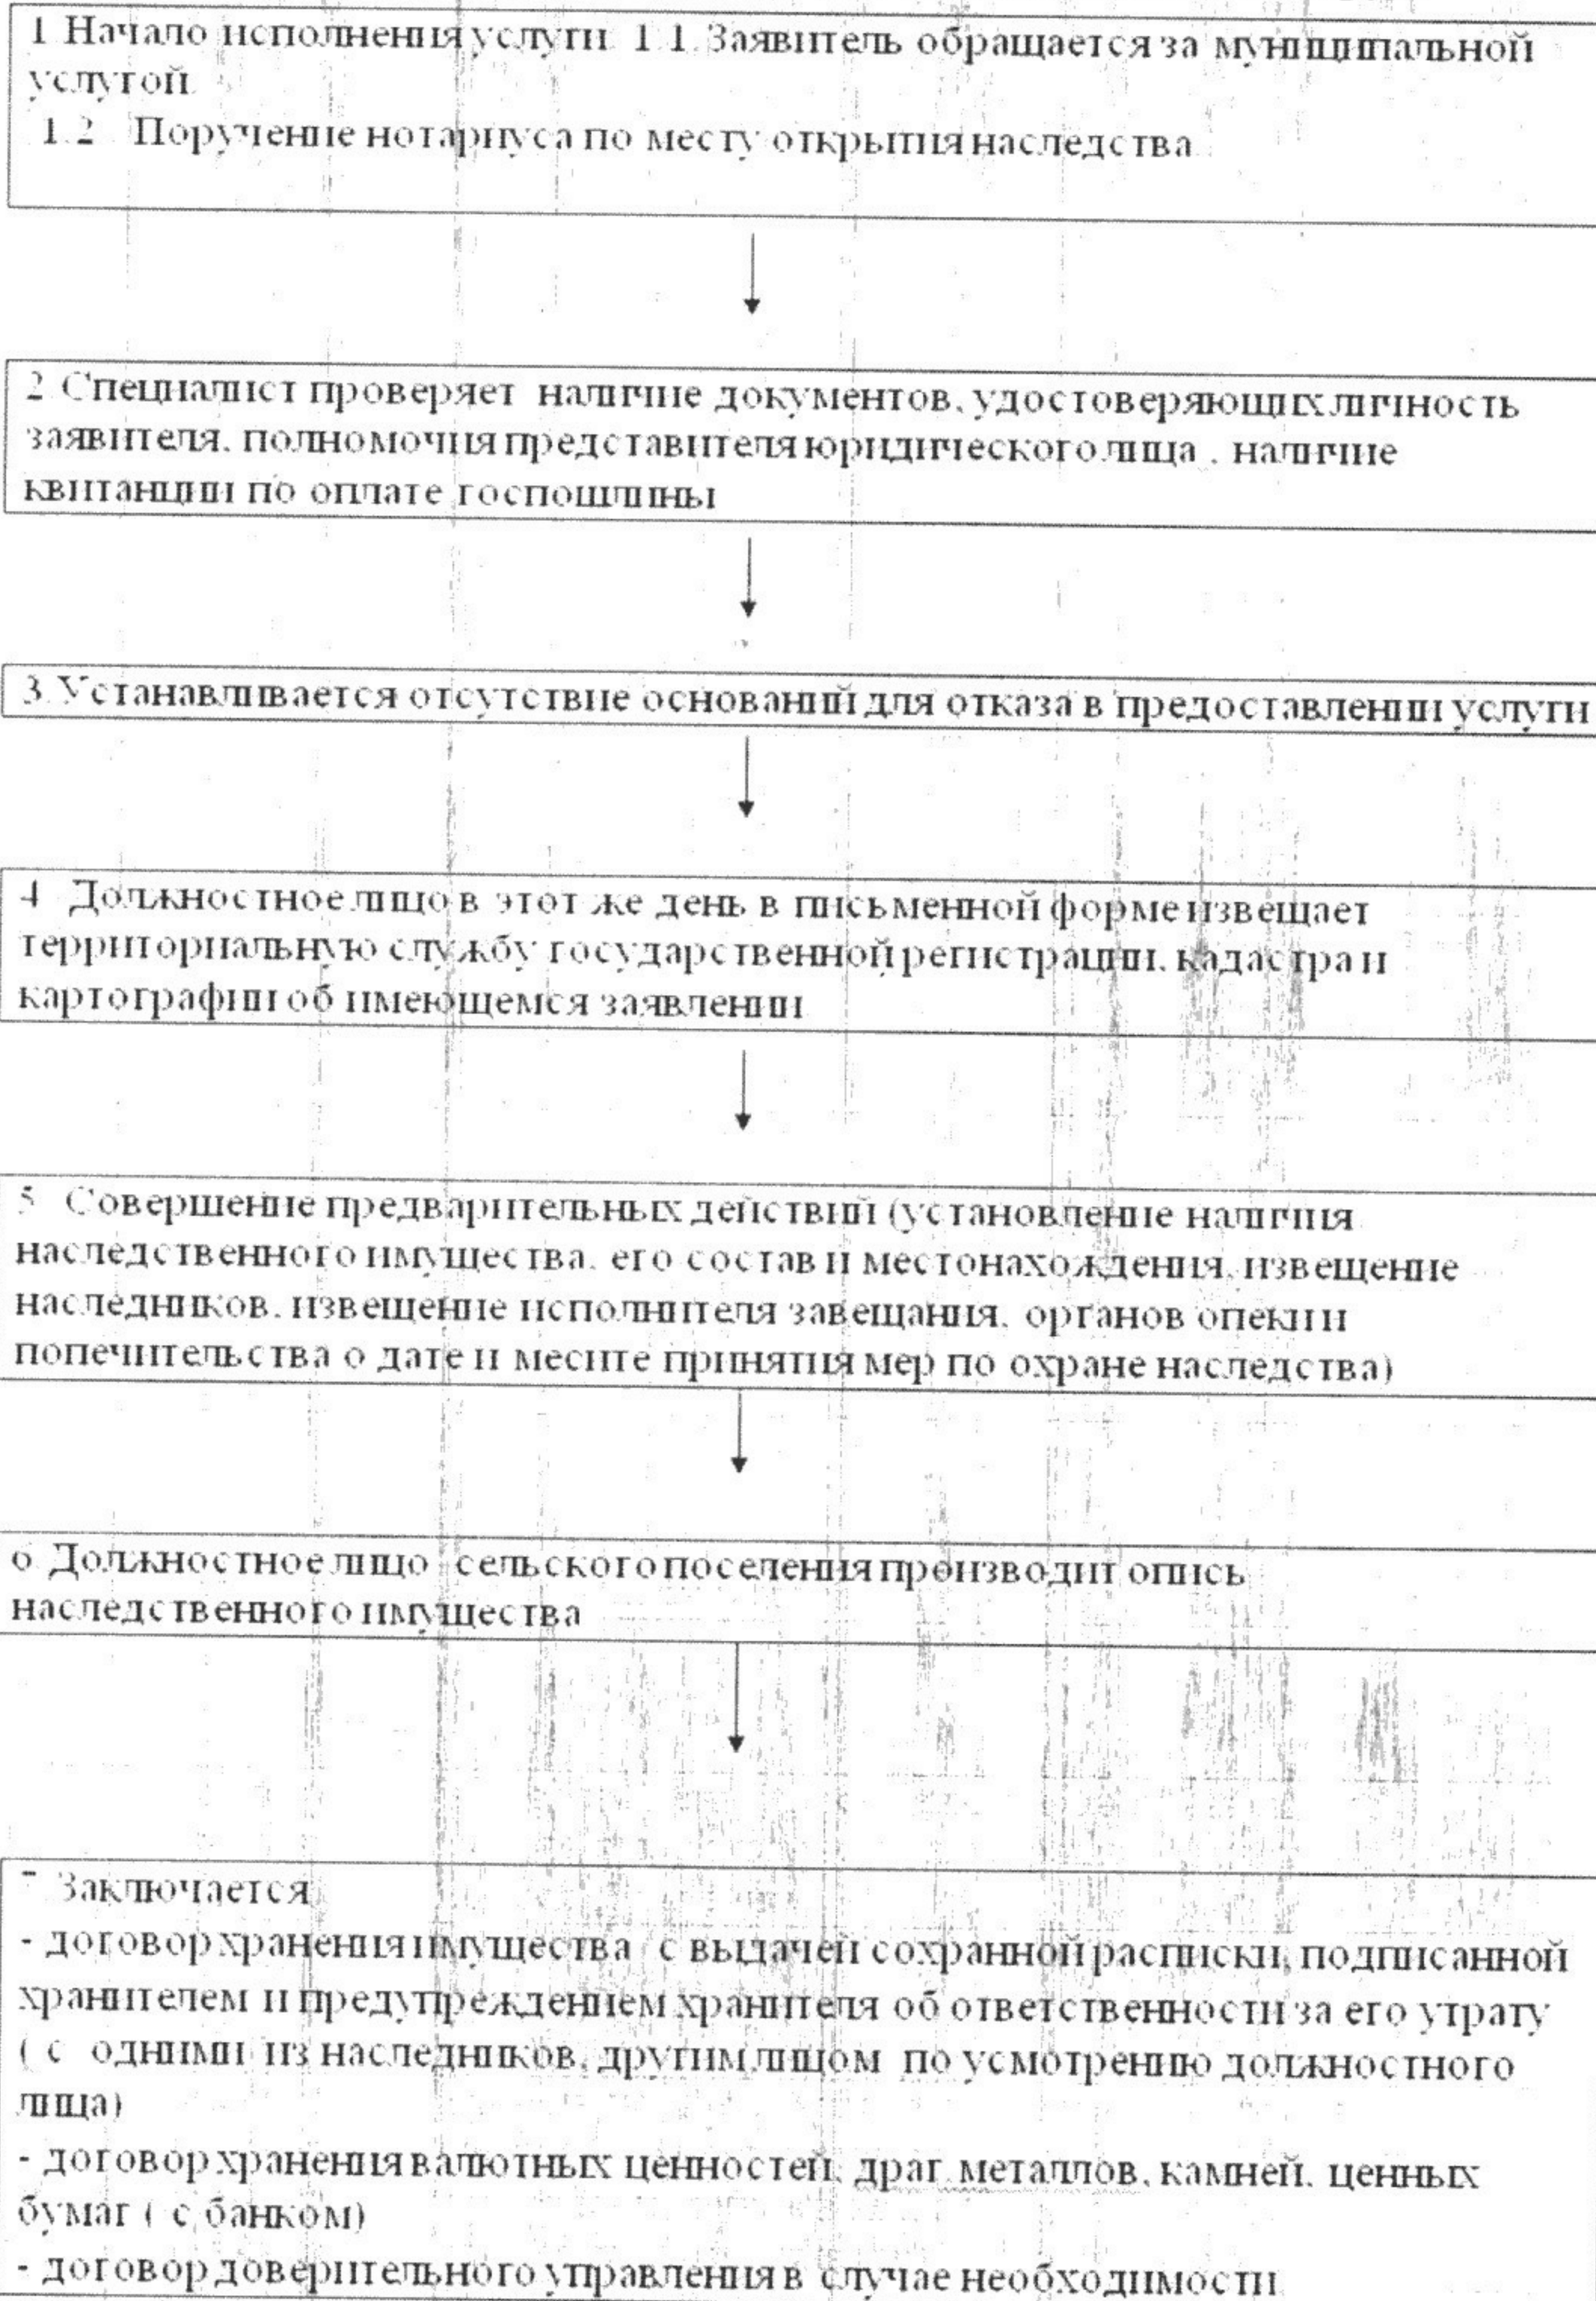 1 Начало исполнения услуги 1.1. Заявитель обращается за муниципальной
услугой.
1.2 Поручение нотариуса по месту открытия наследства
2 Специалист проверяет наличие документов, удостоверяющих личность
заявителя, полномочия представителя юридического лица , наличие
квитанции по оплате госпошлины
3. Устанавливается отсутствие оснований для отказа в предоставлении услуги
4 Должностное лицо в этот же день в письменной форме извещает
территориальную службу государственной регистрации, кадастра и
картографии об имеющемся заявлении
5 Совершение предварительных действий (установление наличия
наследственного имущества, его состав и местонахождения, извещение
наследников, извещение исполнителя завещания, органов опеки и
попечительства о дате и месите принятия мер по охране наследства)
6 Должностное лицо сельского поселения производит опись
наследственного имущества
7 Заключается
- договор хранения имущества с выдачей сохранной расписки, подписанной
хранителем и предупреждением хранителя об ответственности за его утрату
( с одними из наследников, другим лицом по усмотрению должностного
лица)
- договор хранения валютных ценностей, драг.металлов, камней, ценных
бумаг ( с банком)
- договор доверительного управления в случае необходимости